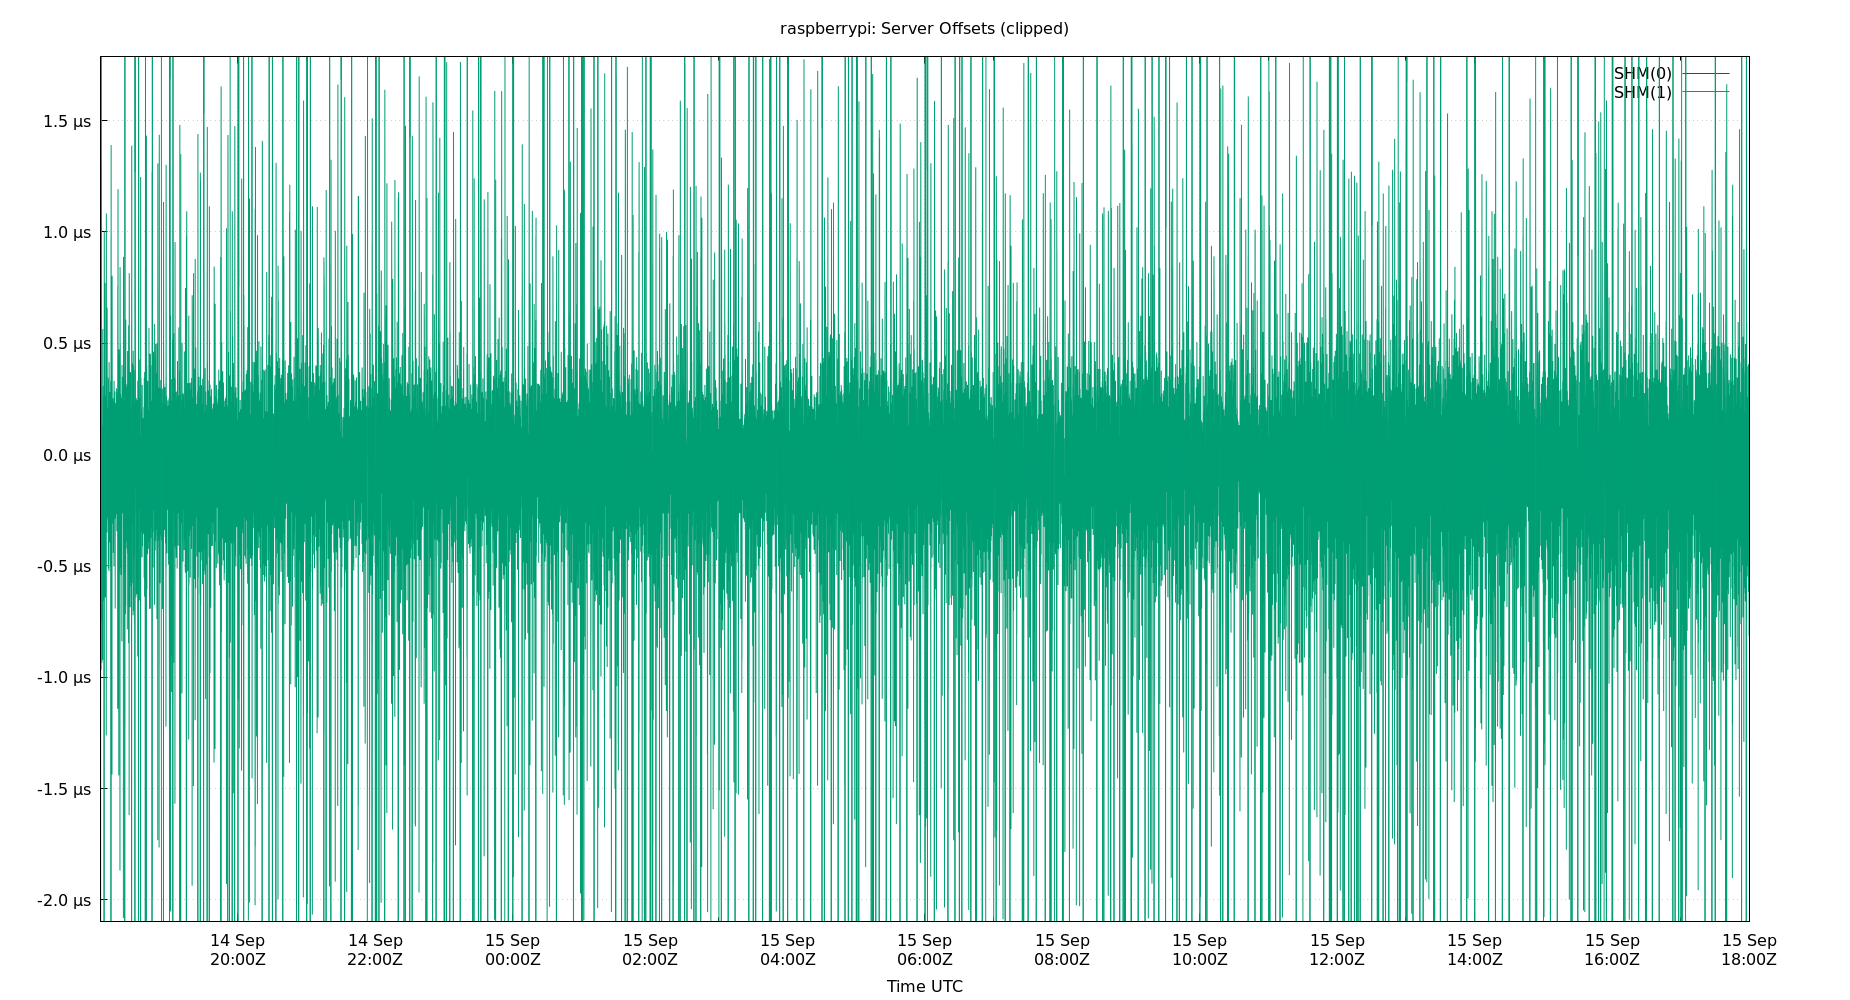 raspberrypi: Server Offsets (clipped)
SHM(0)
SHM(1)
1.5 µs
1.0 µs
0.5 µs
0.0 µs
-0.5 µs
-1.0 µs
-1.5 µs
-2.0 µs
14 Sep 14 Sep 15 Sep 15 Sep 15 Sep 15 Sep 15 Sep 15 Sep 15 Sep 15 Sep 15 Sep 15 Sep
20:00Z 22:00Z 00:00Z 02:00Z 04:00Z 06:00Z 08:00Z 10:00Z 12:00Z 14:00Z 16:00Z 18:00Z
Time UTC